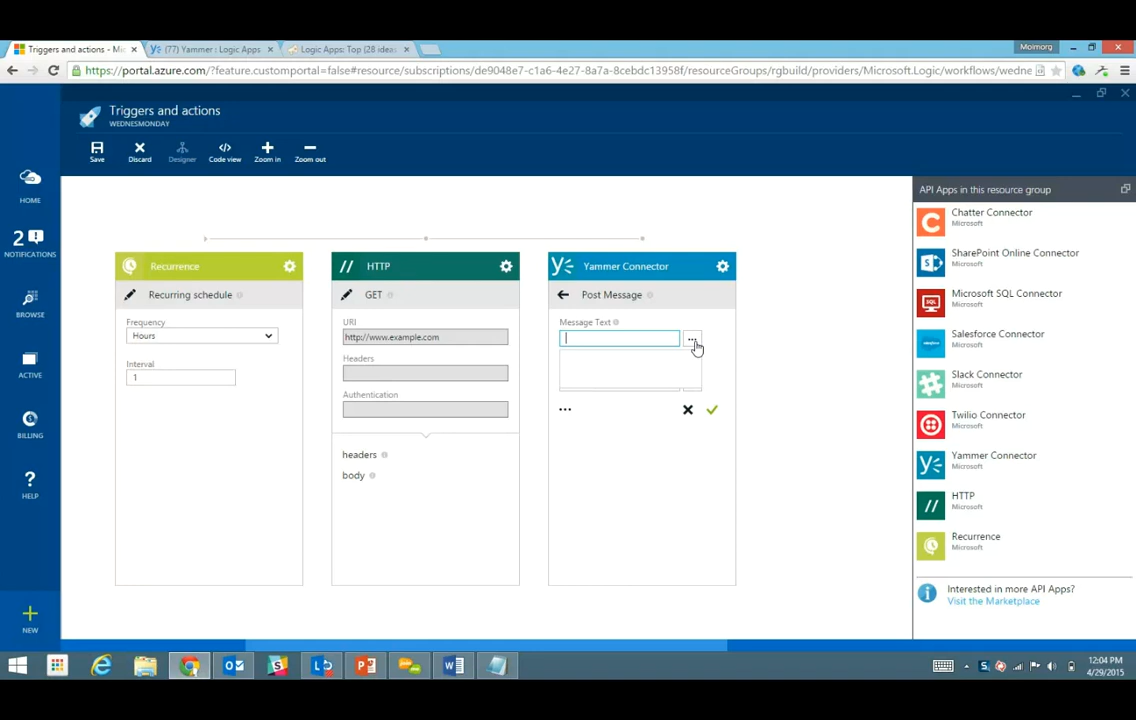 Triggers and actions - Mi
(77) Yammer : Logic Apps
Logic Apps: Top (28 ideas
Molmorg
https://portal.azure.com/?feature.customportal=false#resource/subscriptions/de9048e7-c1a6-4e27-8a7a-8cebdc13958f/resourceGroups/rgbuild/providers/Microsoft.Logic/workflows/wedne
Triggers and actions
WEDNESMONDAY
Save
Discard
Designer
Code view
Zoom in
Zoom out
HOME
2
NOTIFICATIONS
BROWSE
ACTIVE
BILLING
HELP
NEW
Recurrence
Recurring schedule
Frequency
Hours
Interval
1
HTTP
GET
URI
http://www.example.com
Headers
Authentication
headers
body
Yammer Connector
Post Message
Message Text
...
...
API Apps in this resource group
Chatter Connector
Microsoft
SharePoint Online Connector
Microsoft
SQL
Microsoft SQL Connector
Microsoft
Salesforce Connector
Microsoft
Slack Connector
Microsoft
Twilio Connector
Microsoft
Yammer Connector
Microsoft
HTTP
Microsoft
Recurrence
Microsoft
Interested in more API Apps?
Visit the Marketplace
12:04 PM
4/29/2015